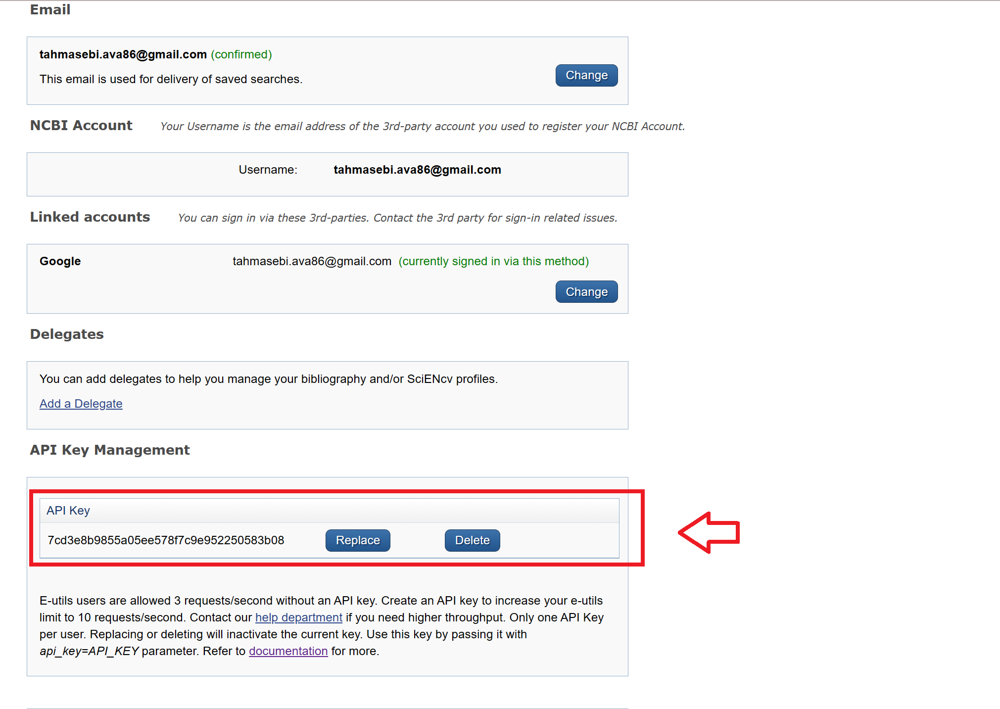 Email
tahmasebi.ava86@gmail.com (confirmed)
This email is used for delivery of saved searches.
Change
NCBI Account Your Username is the email address of the 3rd-party account you used to register your NCBI Account.
Username: tahmasebi.ava86@gmail.com
Linked accounts You can sign in via these 3rd-parties. Contact the 3rd party for sign-in related issues.
Google tahmasebi.ava86@gmail.com (currently signed in via this method)
Change
Delegates
You can add delegates to help you manage your bibliography and/or SciENcv profiles.
Add a Delegate
API Key Management
API Key
7cd3e8b9855a05ee578f7c9e952250583b08 Replace Delete
E-utils users are allowed 3 requests/second without an API key. Create an API key to increase your e-utils
limit to 10 requests/second. Contact our help department if you need higher throughput. Only one API Key
per user. Replacing or deleting will inactivate the current key. Use this key by passing it with
api_key=API_KEY parameter. Refer to documentation for more.